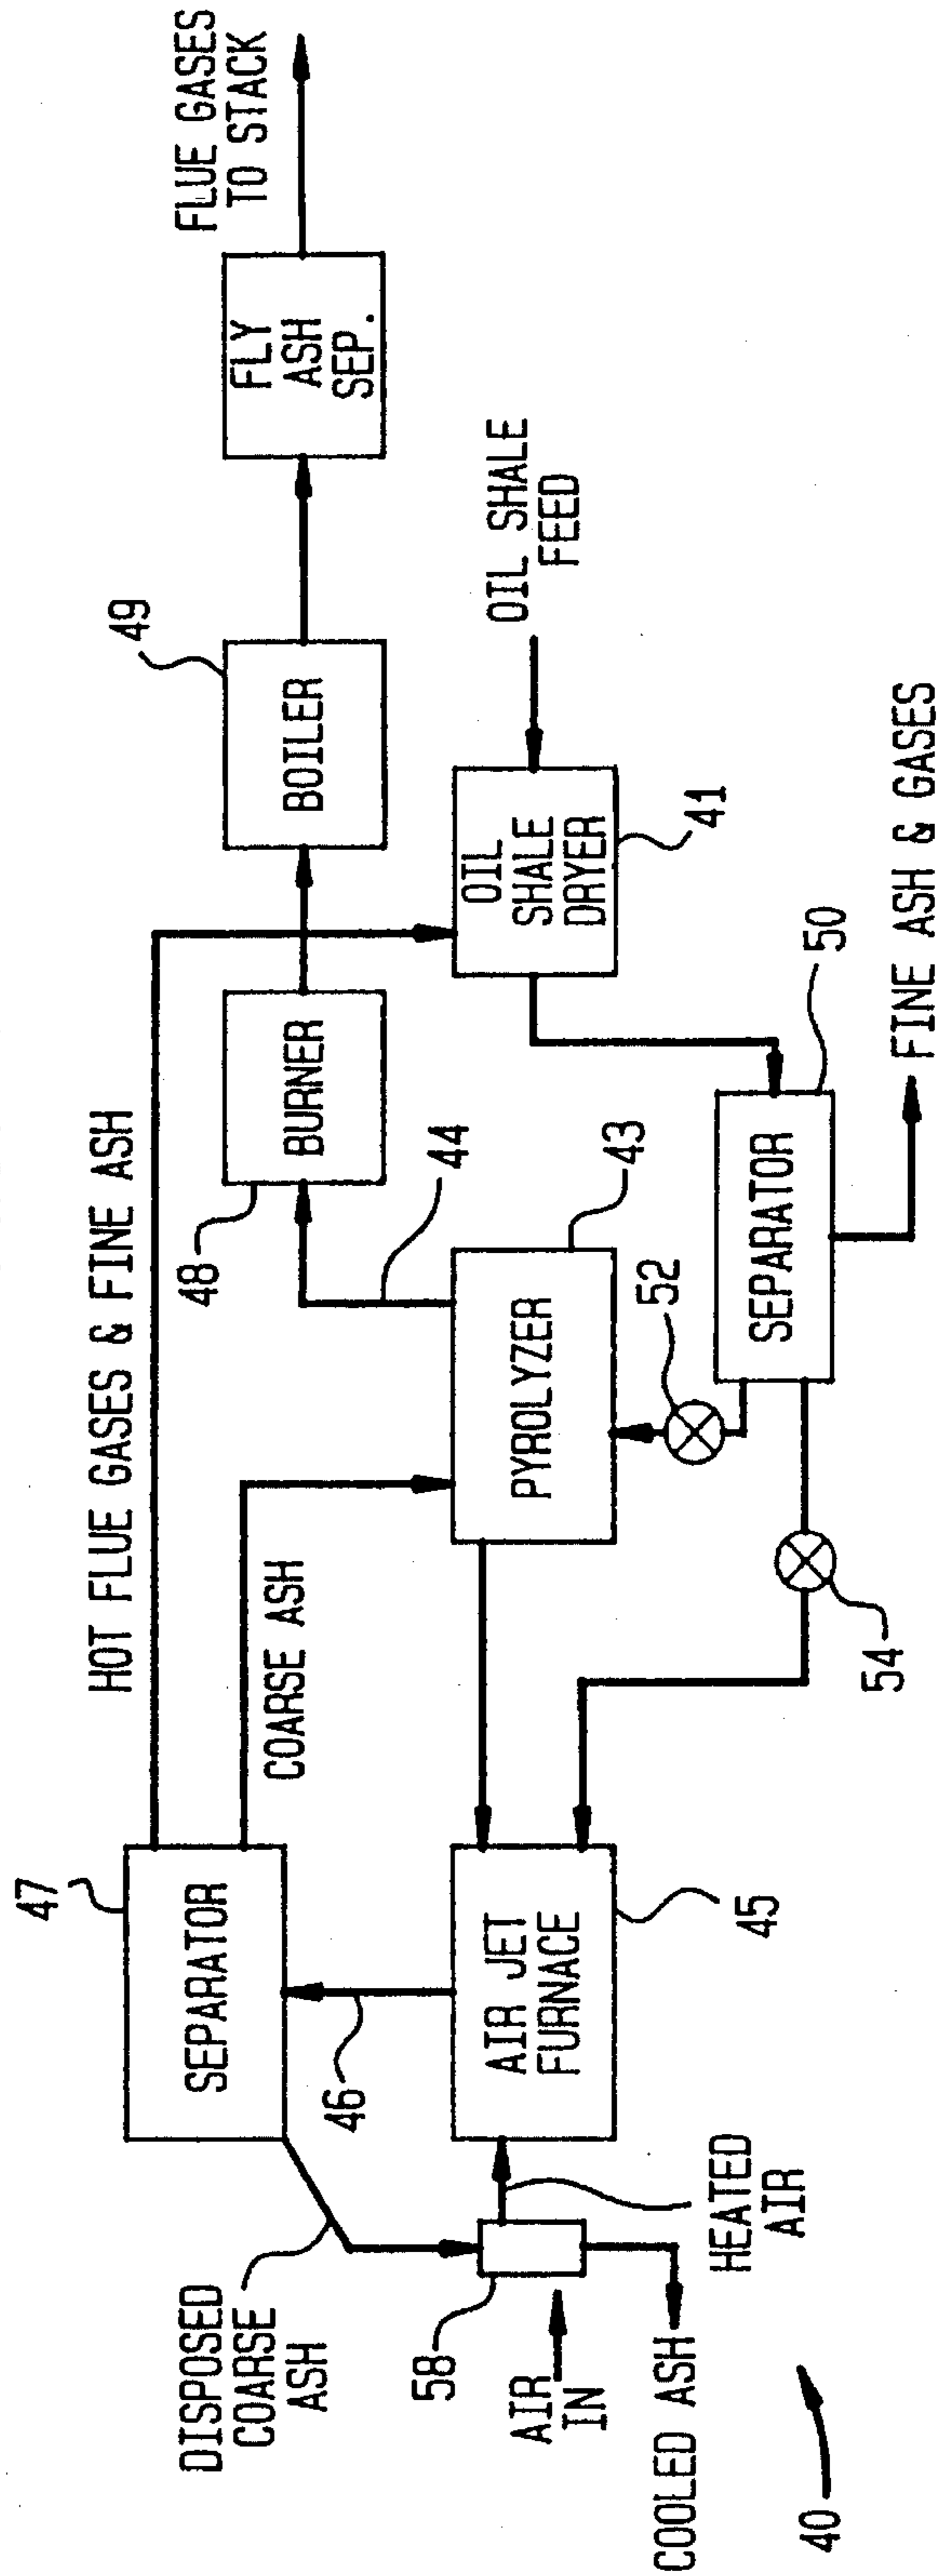 FLUE GASES
TO STACK
FLY
ASH
SEP.
49
BOILER
OIL SHALE
FEED
HOT FLUE GASES & FINE ASH
48
BURNER
44
OIL
SHALE
DRYER
41
47
SEPARATOR
COARSE ASH
PYROLYZER
43
52
50
SEPARATOR
FINE ASH & GASES
54
46
AIR JET
FURNACE
45
DISPOSED
COARSE
ASH
58
AIR
IN
HEATED
AIR
COOLED ASH
40